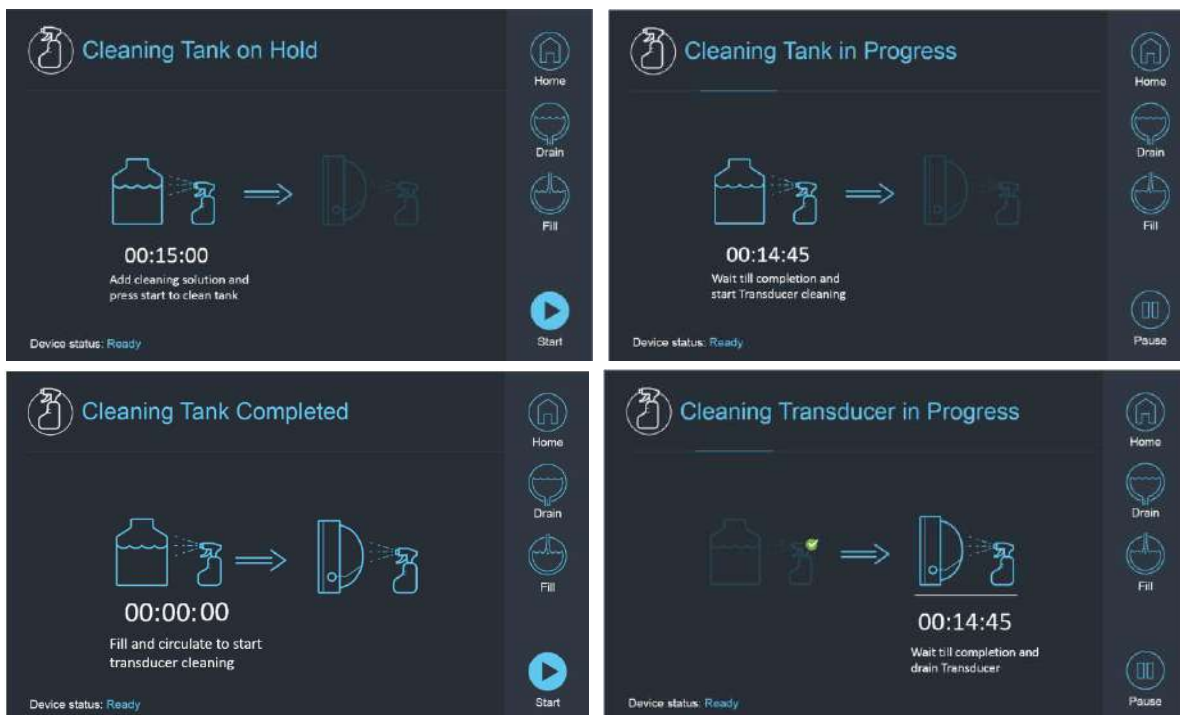 Cleaning Tank on Hold
Home
Drain
Fill
00:15:00
Add cleaning solution and
press start to clean tank
Device status: Ready
Start
Cleaning Tank in Progress
Home
Drain
Fill
00:14:45
Wait till completion and
start Transducer cleaning
Device status: Ready
Pause
Cleaning Tank Completed
Home
Drain
Fill
00:00:00
Fill and circulate to start
transducer cleaning
Device status: Ready
Start
Cleaning Transducer in Progress
Home
Drain
Fill
00:14:45
Wait till completion and
drain Transducer
Device status: Ready
Pause